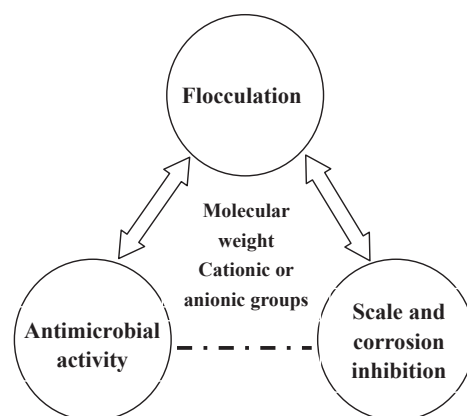 Flocculation
Molecular
weight
Cationic or
anionic groups
Antimicrobial
activity
Scale and
corrosion
inhibition